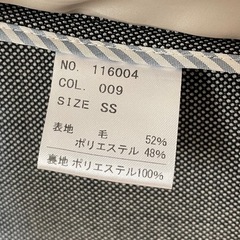 NO. 116004
COL. 009
SIZE SS
表地 毛 52%
ポリエステル 48%
裏地 ポリエステル100%